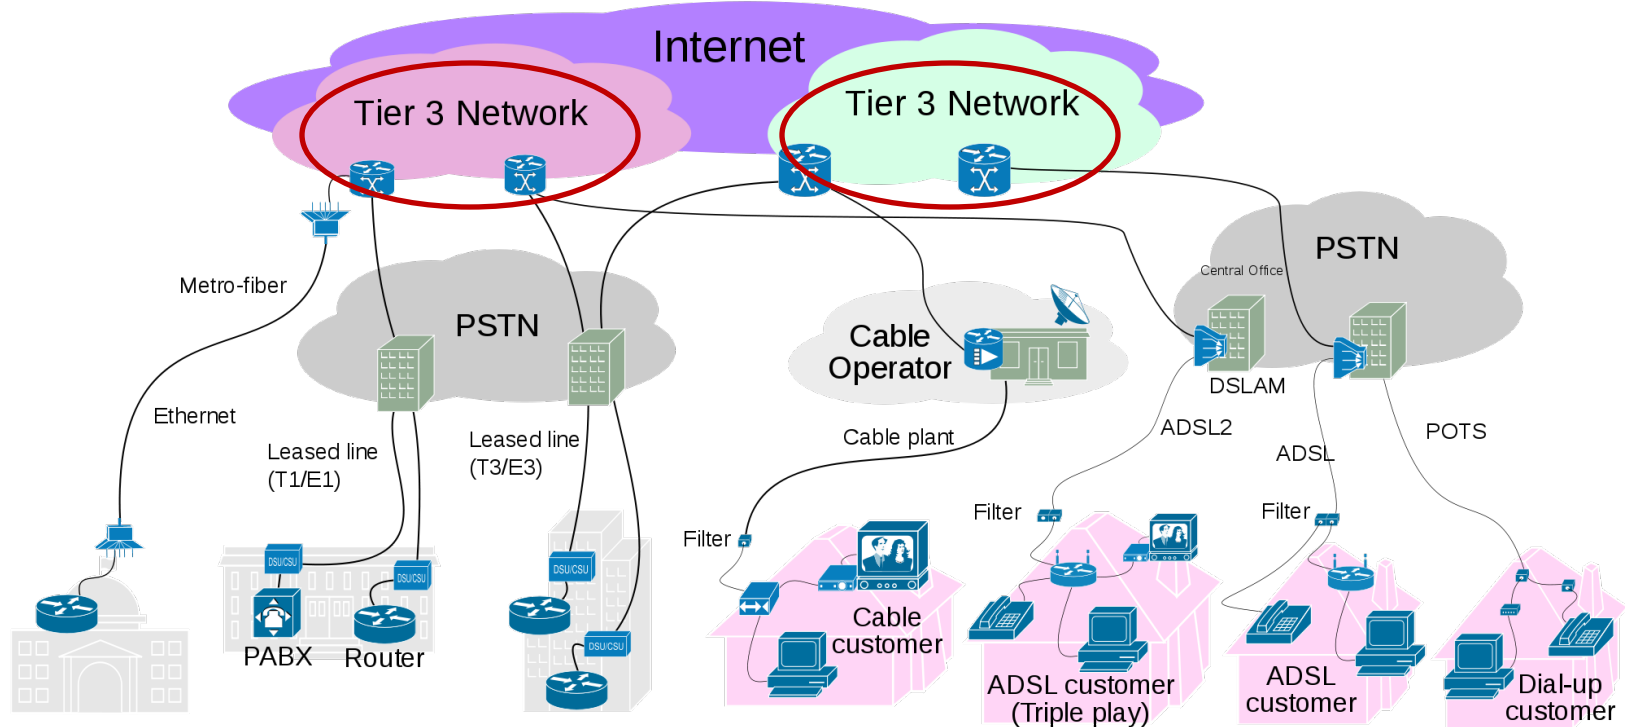 Internet
Tier 3 Network
Tier 3 Network
PSTN
Central Office
Metro-fiber
PSTN
Cable
Operator
DSLAM
Ethernet
Leased line
(T1/E1)
Leased line
(T3/E3)
Cable plant
ADSL2
ADSL
POTS
Filter
Filter
Filter
DSU/CSU
DSU/CSU
DSU/CSU
DSU/CSU
PABX
Router
Cable
customer
ADSL customer
(Triple play)
ADSL
customer
Dial-up
customer